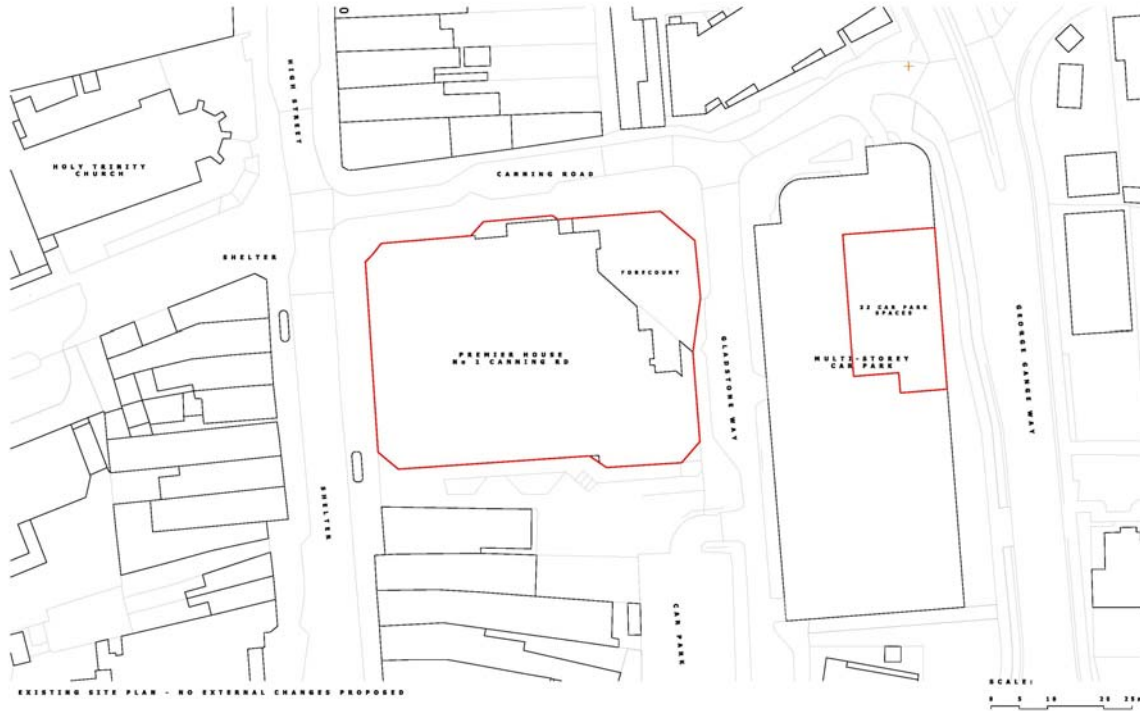 HIGH STREET
HOLY TRINITY
CHURCH
CANNING ROAD
SHELTER
FORECOURT
32 CAR PARK
SPACES
PREMIER HOUSE
No 1 CANNING RD
MULTI-STOREY
CAR PARK
GLADSTONE WAY
GEORGE GANGE WAY
SHELTER
CAR PARK
EXISTING SITE PLAN - NO EXTERNAL CHANGES PROPOSED
SCALE:
0 5 10 20 25m